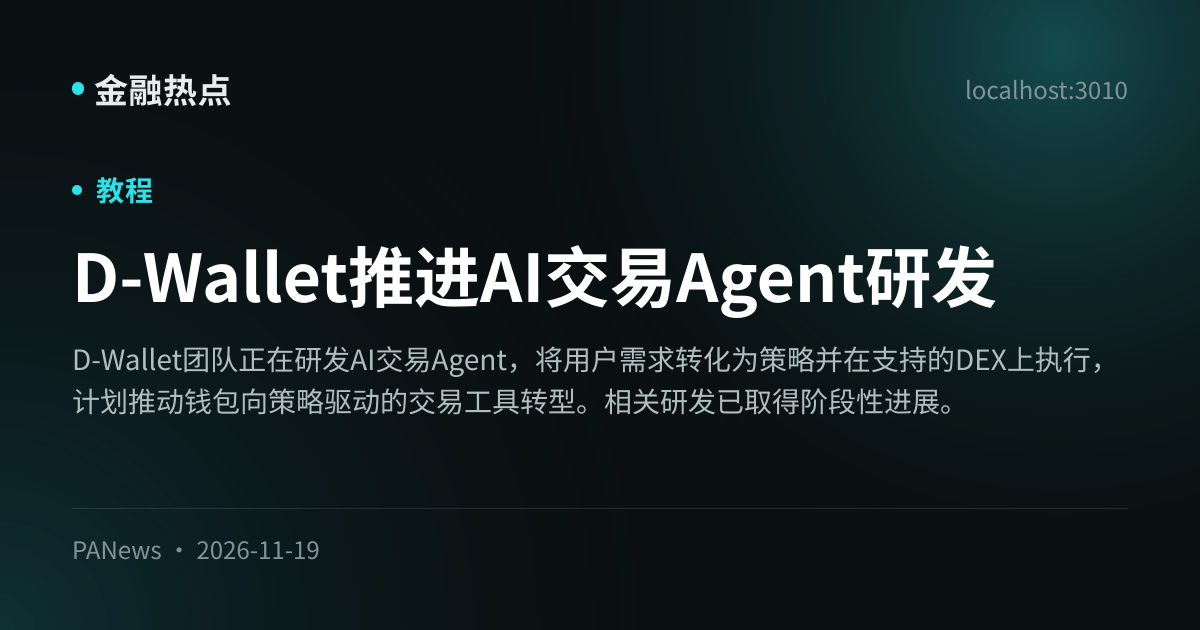 金融热点
localhost:3010
教程
D-Wallet推进AI交易Agent研发
D-Wallet团队正在研发AI交易Agent，将用户需求转化为策略并在支持的DEX上执行，
计划推动钱包向策略驱动的交易工具转型。相关研发已取得阶段性进展。
PANews • 2026-11-19